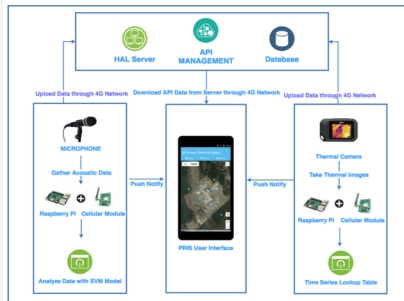 API
MANAGEMENT
HAL Server
Database
Upload Data through 4G Network
Download API Data from Server through 4G Network
Upload Data through 4G Network
MICROPHONE
Gather Acoustic Data
Raspberry Pi
Cellular Module
Analyze Data with SVM Model
Push Notify
PRIS User Interface
Push Notify
Thermal Camera
Take Thermal Images
Raspberry Pi
Cellular Module
Time Series Lookup Table